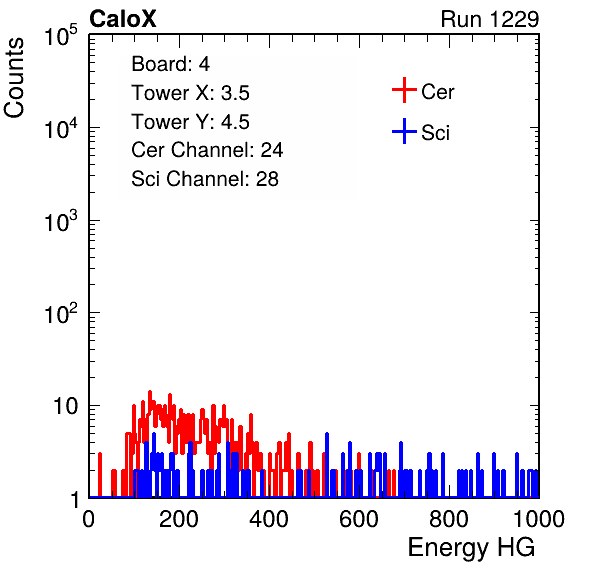 CaloX Run 1229
Counts
Board: 4
Tower X: 3.5
Tower Y: 4.5
Cer Channel: 24
Sci Channel: 28
Cer
Sci
10^5
10^4
10^3
10^2
10
1
0 200 400 600 800 1000
Energy HG